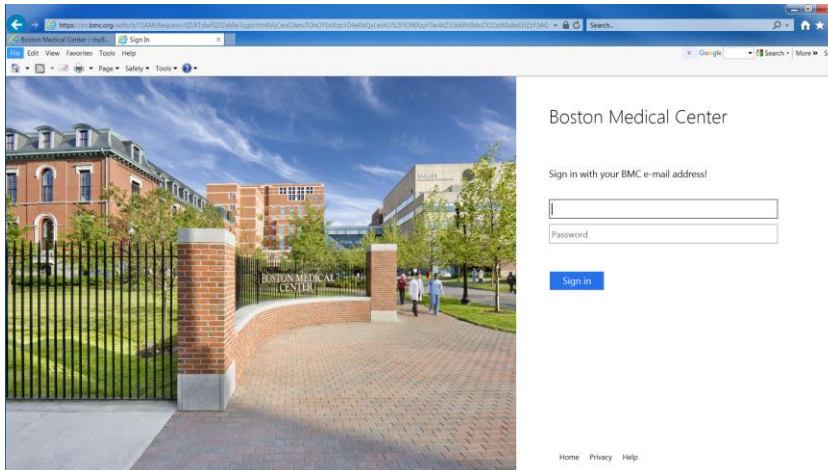 Search...
Boston Medical Center :: myB...
Sign In
File Edit View Favorites Tools Help
x Google Search More »
Page Safety Tools
Boston Medical Center
Sign in with your BMC e-mail address!
Password
Sign in
BOSTON MEDICAL
CENTER
Home Privacy Help